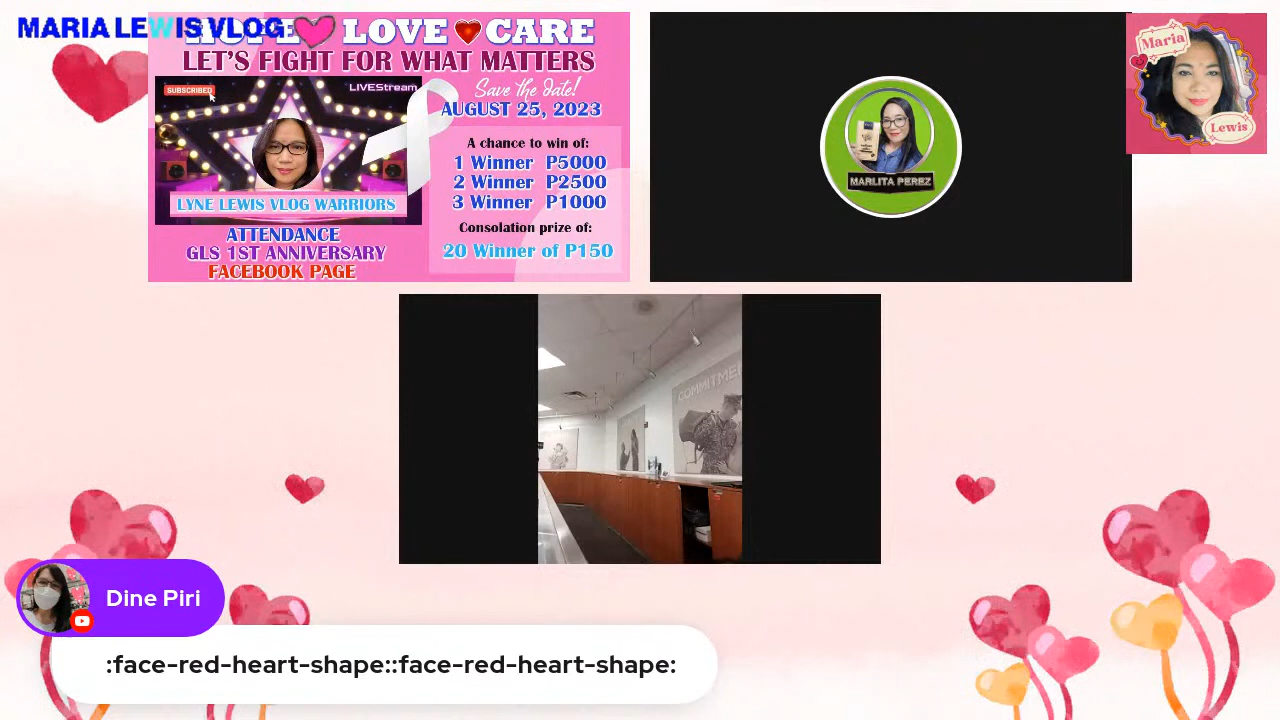 MARIA LEWIS VLOG
HOPE LOVE CARE
LET'S FIGHT FOR WHAT MATTERS
SUBSCRIBED
LIVEStream
Save the date!
AUGUST 25, 2023
A chance to win of:
1 Winner P5000
2 Winner P2500
3 Winner P1000
Consolation prize of:
20 Winner of P150
LYNE LEWIS VLOG WARRIORS
ATTENDANCE
GLS 1ST ANNIVERSARY
FACEBOOK PAGE
MARLITA PEREZ
Maria
Lewis
COMMITME
Dine Piri
:face-red-heart-shape::face-red-heart-shape: